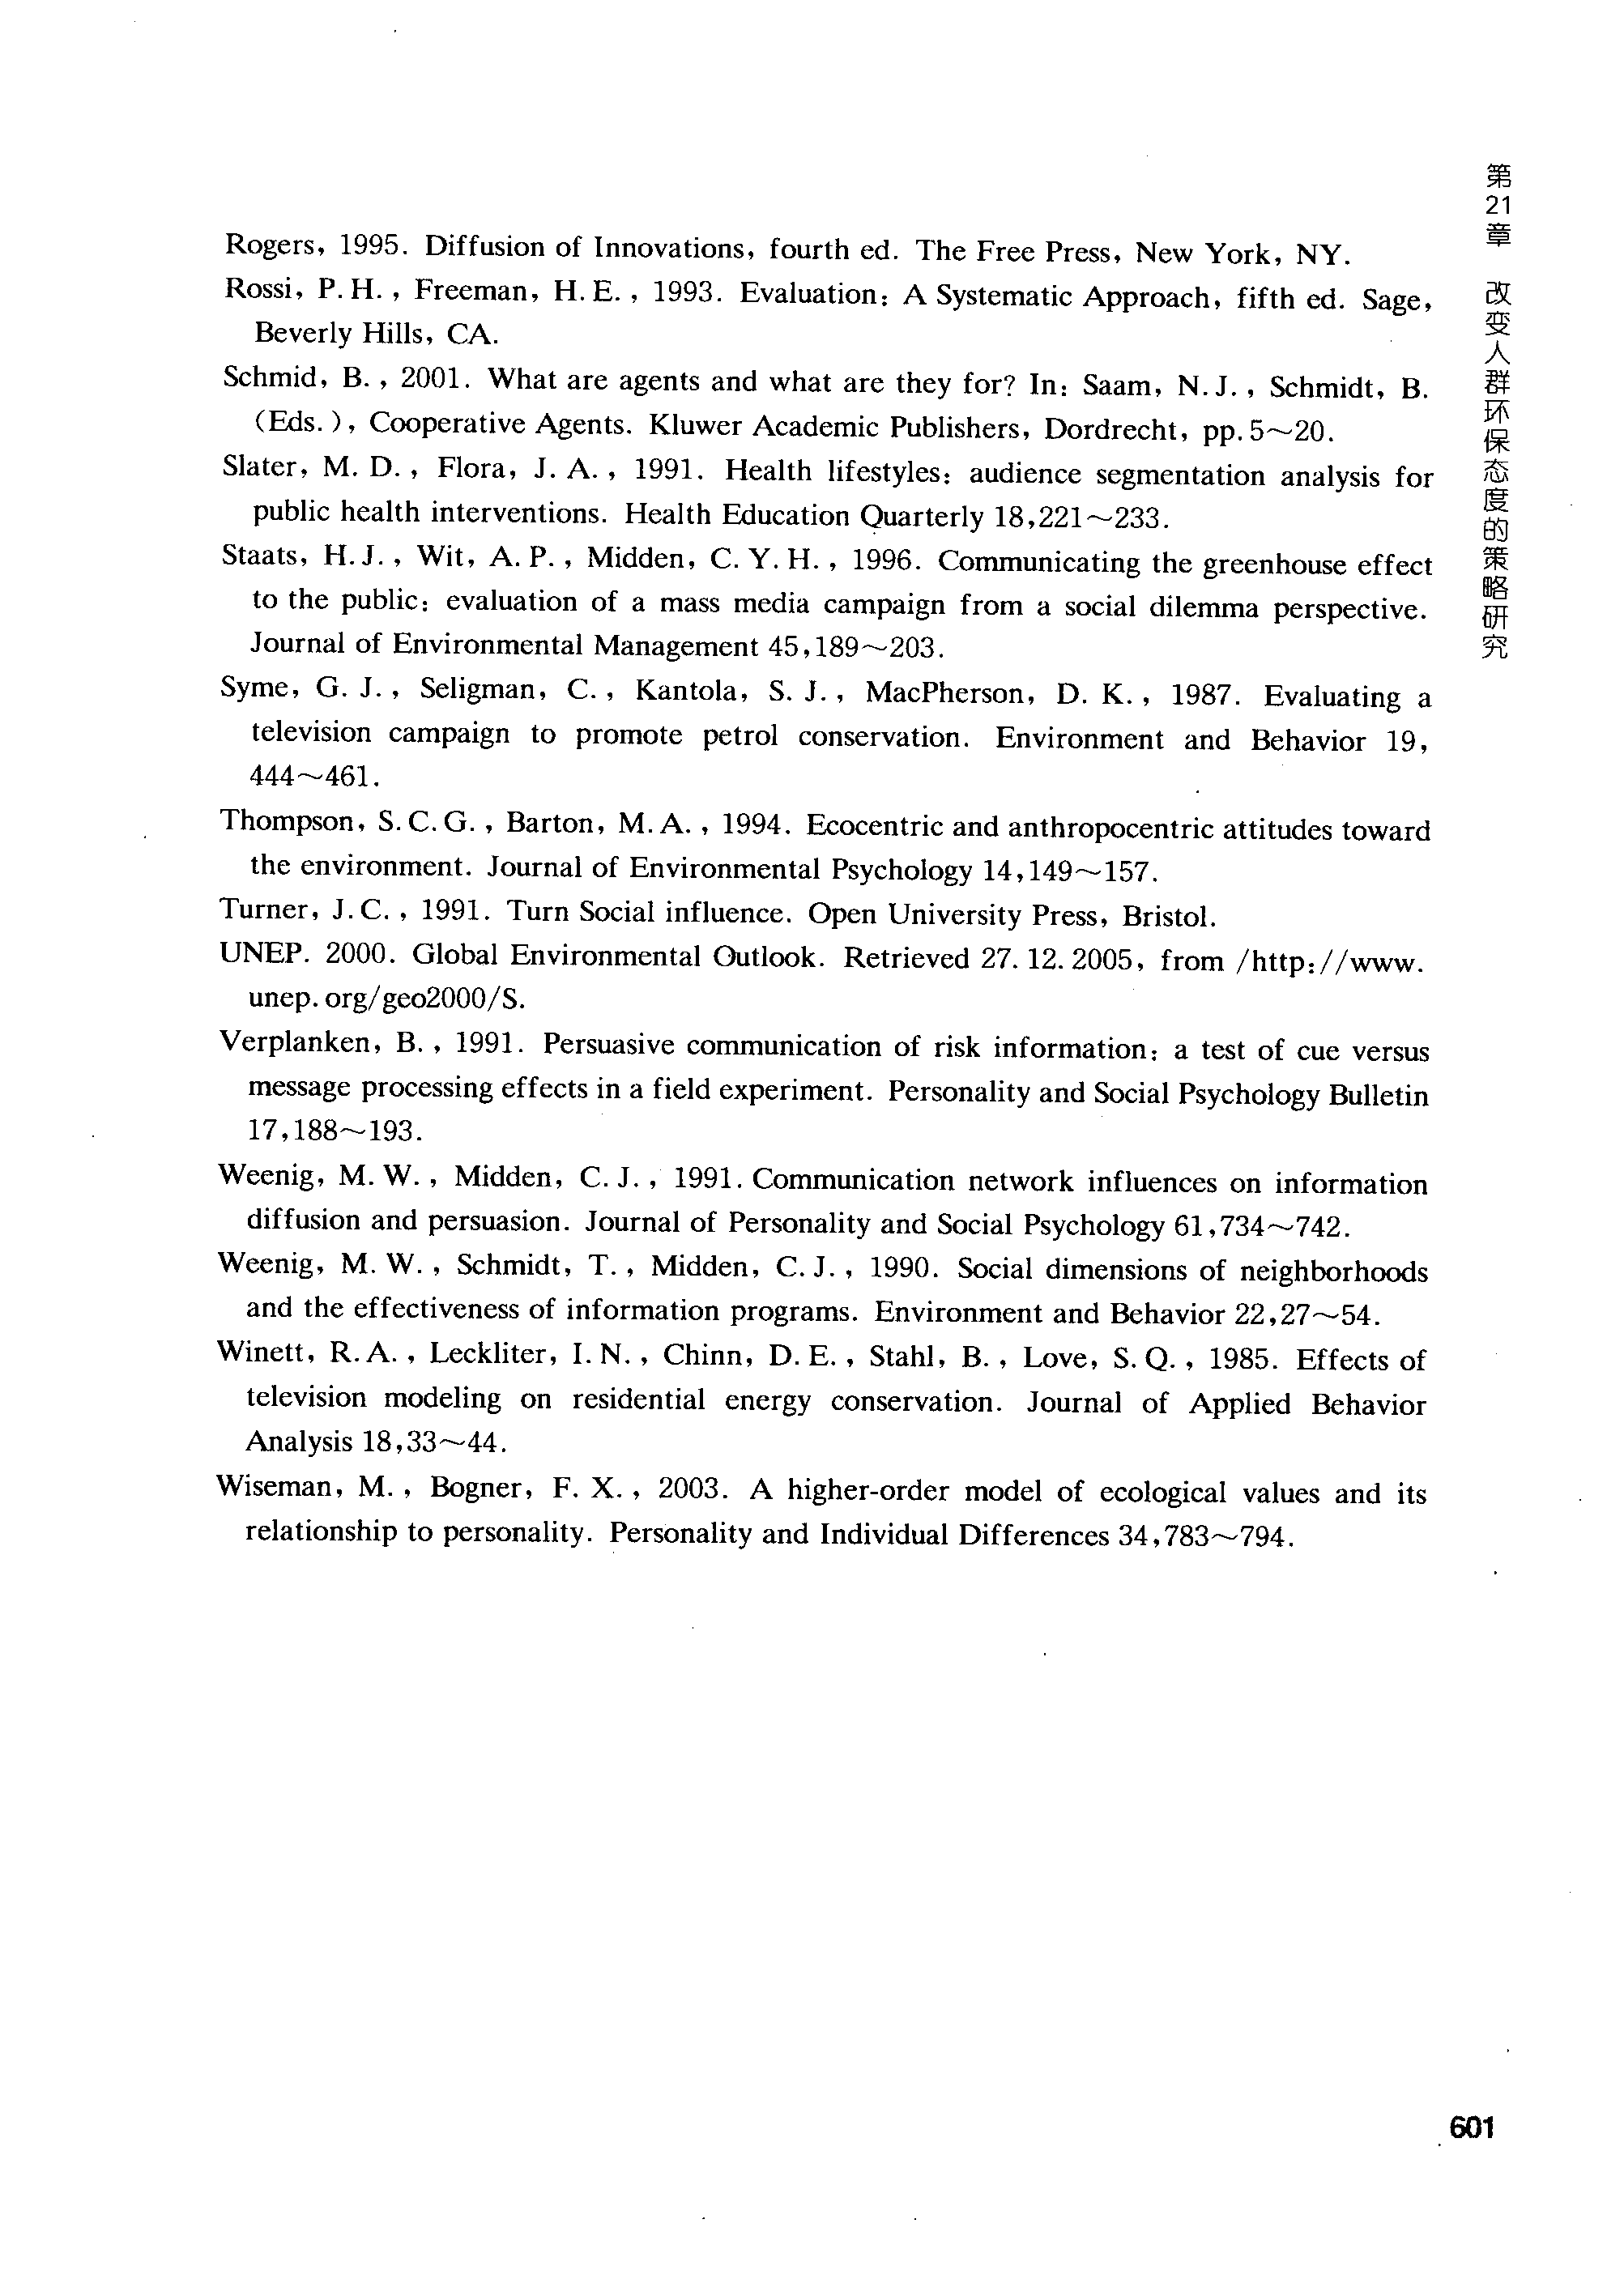 第21章 改变人群环保态度的策略研究
Rogers, 1995. Diffusion of Innovations, fourth ed. The Free Press, New York, NY.
Rossi, P. H., Freeman, H. E., 1993. Evaluation: A Systematic Approach, fifth ed. Sage,
Beverly Hills, CA.
Schmid, B., 2001. What are agents and what are they for? In: Saam, N. J., Schmidt, B.
(Eds.), Cooperative Agents. Kluwer Academic Publishers, Dordrecht, pp. 5～20.
Slater, M. D., Flora, J. A., 1991. Health lifestyles: audience segmentation analysis for
public health interventions. Health Education Quarterly 18,221～233.
Staats, H. J., Wit, A. P., Midden, C. Y. H., 1996. Communicating the greenhouse effect
to the public: evaluation of a mass media campaign from a social dilemma perspective.
Journal of Environmental Management 45,189～203.
Syme, G. J., Seligman, C., Kantola, S. J., MacPherson, D. K., 1987. Evaluating a
television campaign to promote petrol conservation. Environment and Behavior 19,
444～461.
Thompson, S. C. G., Barton, M. A., 1994. Ecocentric and anthropocentric attitudes toward
the environment. Journal of Environmental Psychology 14,149～157.
Turner, J. C., 1991. Turn Social influence. Open University Press, Bristol.
UNEP. 2000. Global Environmental Outlook. Retrieved 27. 12. 2005, from /http://www.
unep. org/geo2000/S.
Verplanken, B., 1991. Persuasive communication of risk information: a test of cue versus
message processing effects in a field experiment. Personality and Social Psychology Bulletin
17,188～193.
Weenig, M. W., Midden, C. J., 1991. Communication network influences on information
diffusion and persuasion. Journal of Personality and Social Psychology 61,734～742.
Weenig, M. W., Schmidt, T., Midden, C. J., 1990. Social dimensions of neighborhoods
and the effectiveness of information programs. Environment and Behavior 22,27～54.
Winett, R. A., Leckliter, I. N., Chinn, D. E., Stahl, B., Love, S. Q., 1985. Effects of
television modeling on residential energy conservation. Journal of Applied Behavior
Analysis 18,33～44.
Wiseman, M., Bogner, F. X., 2003. A higher-order model of ecological values and its
relationship to personality. Personality and Individual Differences 34,783～794.
601